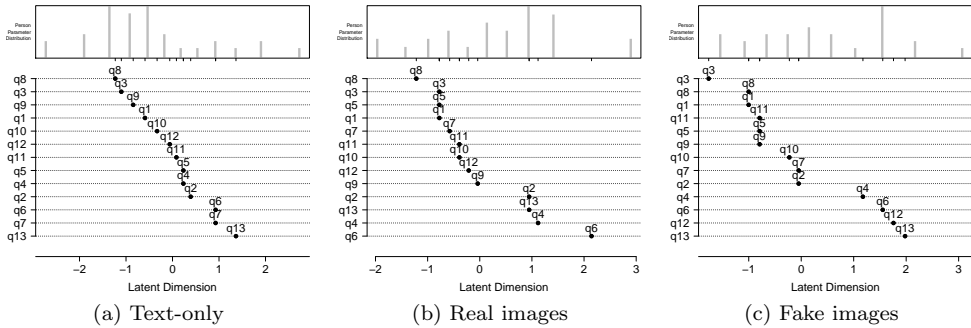 Person
Parameter
Distribution
q8
q3
q9
q1
q10
q12
q11
q5
q4
q2
q6
q7
q13
q8
q3
q9
q1
q10
q12
q11
q5
q4
q2
q6
q7
q13
−2 −1 0 1 2
Latent Dimension
(a) Text-only
Person
Parameter
Distribution
q8
q3
q5
q1
q7
q11
q10
q12
q9
q2
q13
q4
q6
q8
q3
q5
q1
q7
q11
q10
q12
q9
q2
q13
q4
q6
−2 −1 0 1 2 3
Latent Dimension
(b) Real images
Person
Parameter
Distribution
q3
q8
q1
q11
q5
q9
q10
q7
q2
q4
q6
q12
q13
q3
q8
q1
q11
q5
q9
q10
q7
q2
q4
q6
q12
q13
−1 0 1 2 3
Latent Dimension
(c) Fake images